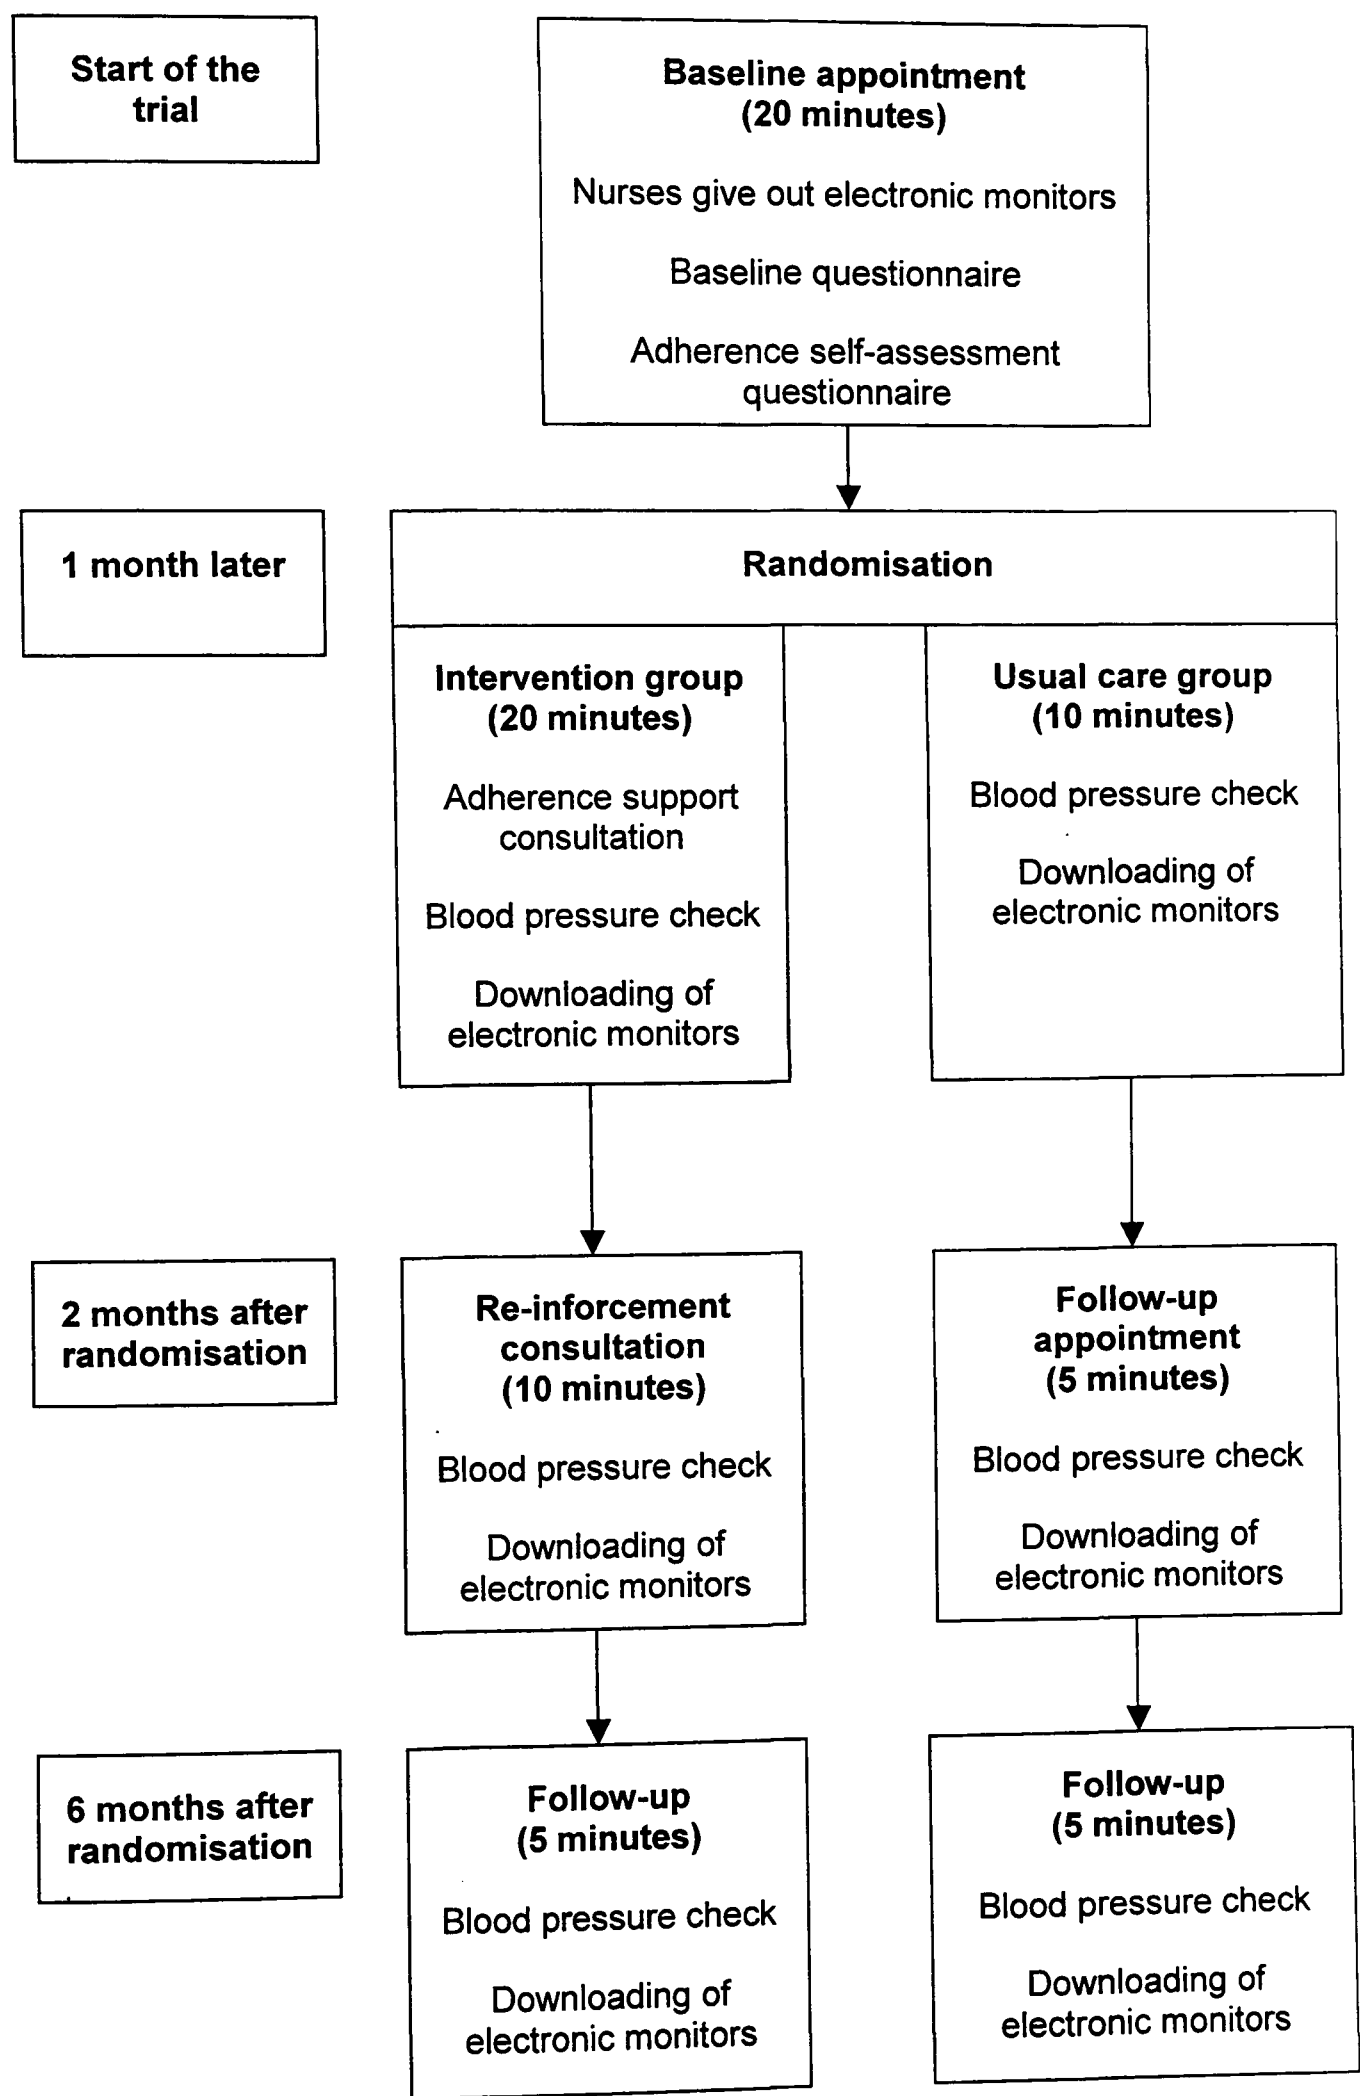 Start of the
trial
Baseline appointment
(20 minutes)
Nurses give out electronic monitors
Baseline questionnaire
Adherence self-assessment
questionnaire
1 month later
Randomisation
Intervention group
(20 minutes)
Adherence support
consultation
Blood pressure check
Downloading of
electronic monitors
Usual care group
(10 minutes)
Blood pressure check
Downloading of
electronic monitors
2 months after
randomisation
Re-inforcement
consultation
(10 minutes)
Blood pressure check
Downloading of
electronic monitors
Follow-up
appointment
(5 minutes)
Blood pressure check
Downloading of
electronic monitors
6 months after
randomisation
Follow-up
(5 minutes)
Blood pressure check
Downloading of
electronic monitors
Follow-up
(5 minutes)
Blood pressure check
Downloading of
electronic monitors